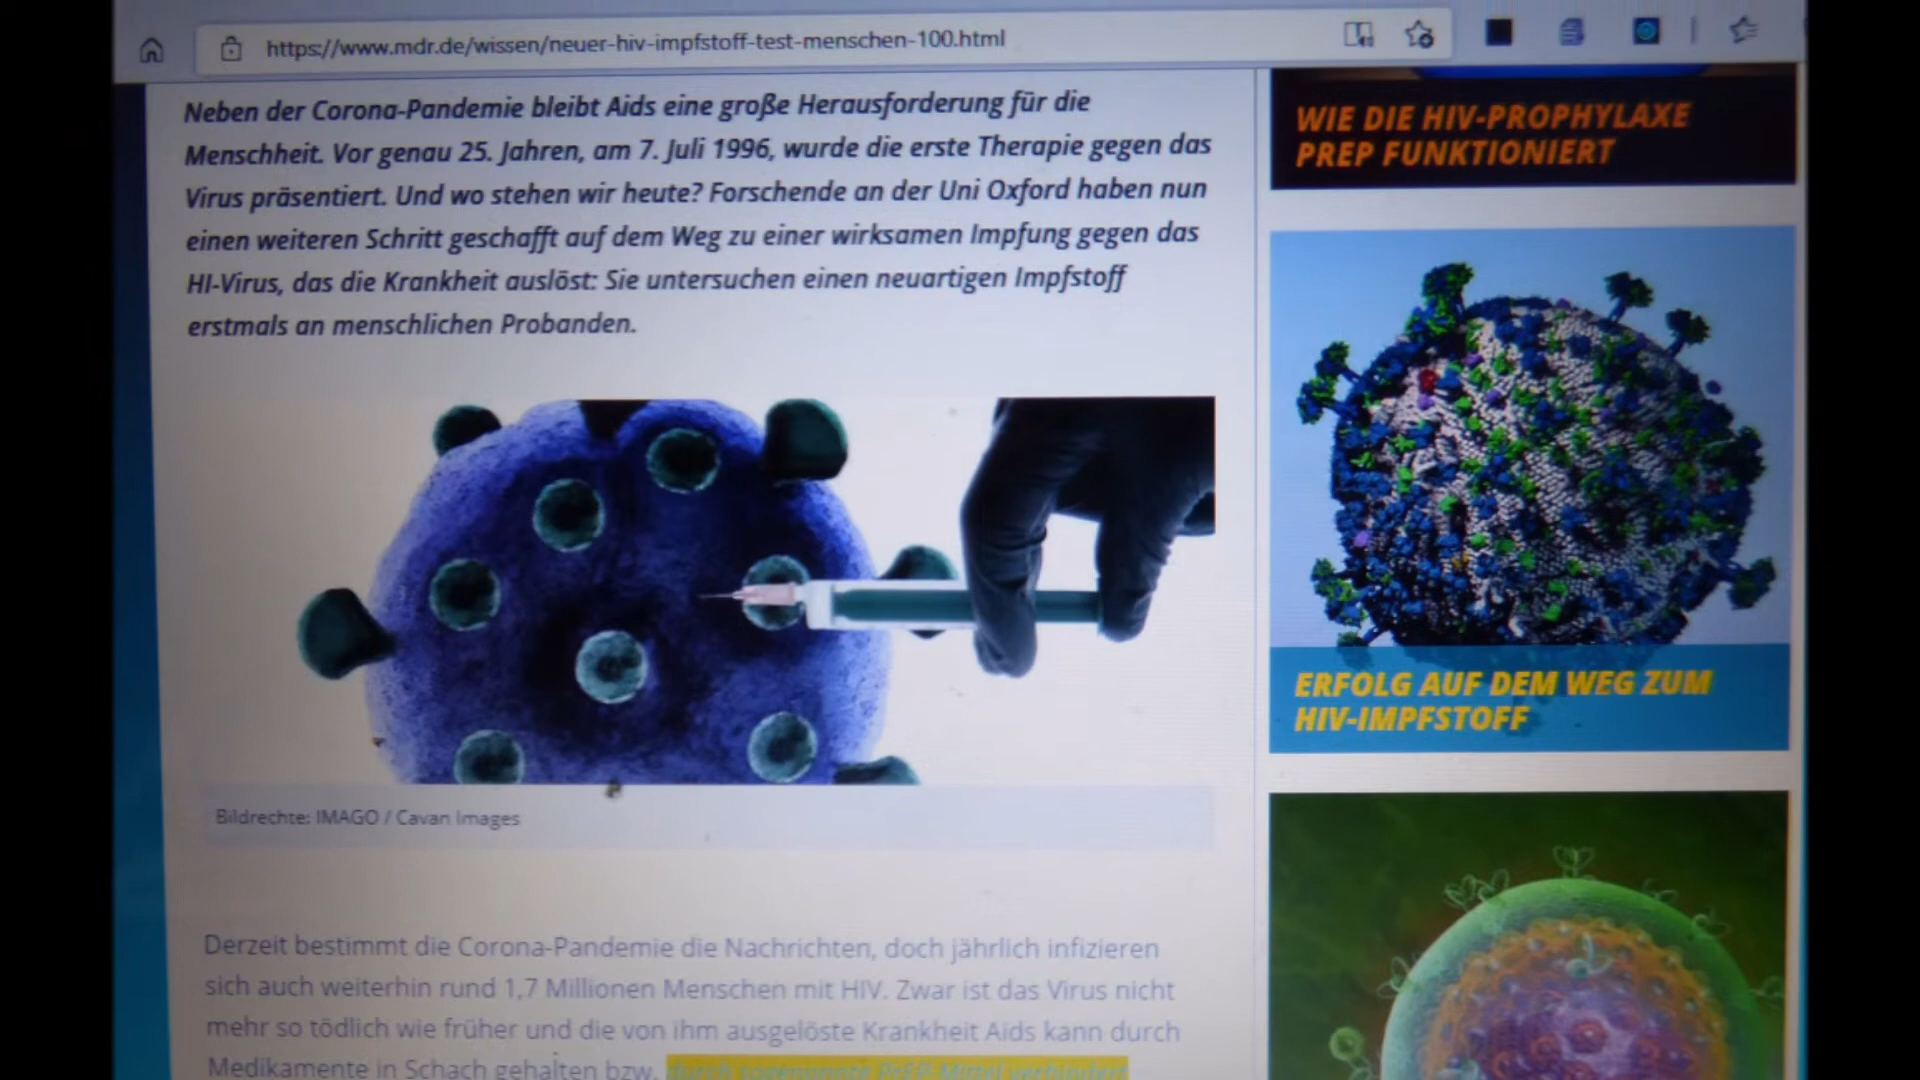 https://www.mdr.de/wissen/neuer-hiv-impfstoff-test-menschen-100.html
Neben der Corona-Pandemie bleibt Aids eine große Herausforderung für die
Menschheit. Vor genau 25. Jahren, am 7. Juli 1996, wurde die erste Therapie gegen das
Virus präsentiert. Und wo stehen wir heute? Forschende an der Uni Oxford haben nun
einen weiteren Schritt geschafft auf dem Weg zu einer wirksamen Impfung gegen das
HI-Virus, das die Krankheit auslöst: Sie untersuchen einen neuartigen Impfstoff
erstmals an menschlichen Probanden.
Bildrechte: IMAGO / Cavan Images
Derzeit bestimmt die Corona-Pandemie die Nachrichten, doch jährlich infizieren
sich auch weiterhin rund 1,7 Millionen Menschen mit HIV. Zwar ist das Virus nicht
mehr so tödlich wie früher und die von ihm ausgelöste Krankheit Aids kann durch
Medikamente in Schach gehalten bzw. durch sogenannte PrEP-Mittel verhindert
WIE DIE HIV-PROPHYLAXE
PREP FUNKTIONIERT
ERFOLG AUF DEM WEG ZUM
HIV-IMPFSTOFF